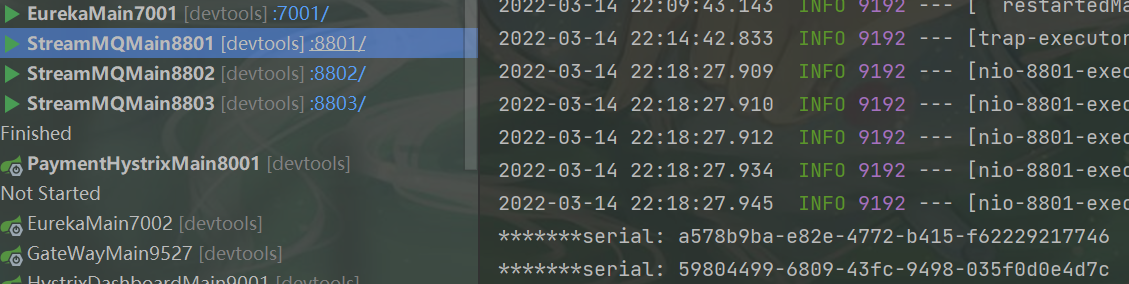 EurekaMain7001 [devtools] :7001/
StreamMQMain8801 [devtools] :8801/
StreamMQMain8802 [devtools] :8802/
StreamMQMain8803 [devtools] :8803/
Finished
PaymentHystrixMain8001 [devtools]
Not Started
EurekaMain7002 [devtools]
GateWayMain9527 [devtools]
HystrixDashboardMain9001 [devtools]
2022-03-14 22:09:43.143 INFO 9192 --- [ restartedMa
2022-03-14 22:14:42.833 INFO 9192 --- [trap-executor
2022-03-14 22:18:27.909 INFO 9192 --- [nio-8801-exec
2022-03-14 22:18:27.910 INFO 9192 --- [nio-8801-exec
2022-03-14 22:18:27.912 INFO 9192 --- [nio-8801-exec
2022-03-14 22:18:27.934 INFO 9192 --- [nio-8801-exec
2022-03-14 22:18:27.945 INFO 9192 --- [nio-8801-exec
*******serial: a578b9ba-e82e-4772-b415-f62229217746
*******serial: 59804499-6809-43fc-9498-035f0d0e4d7c